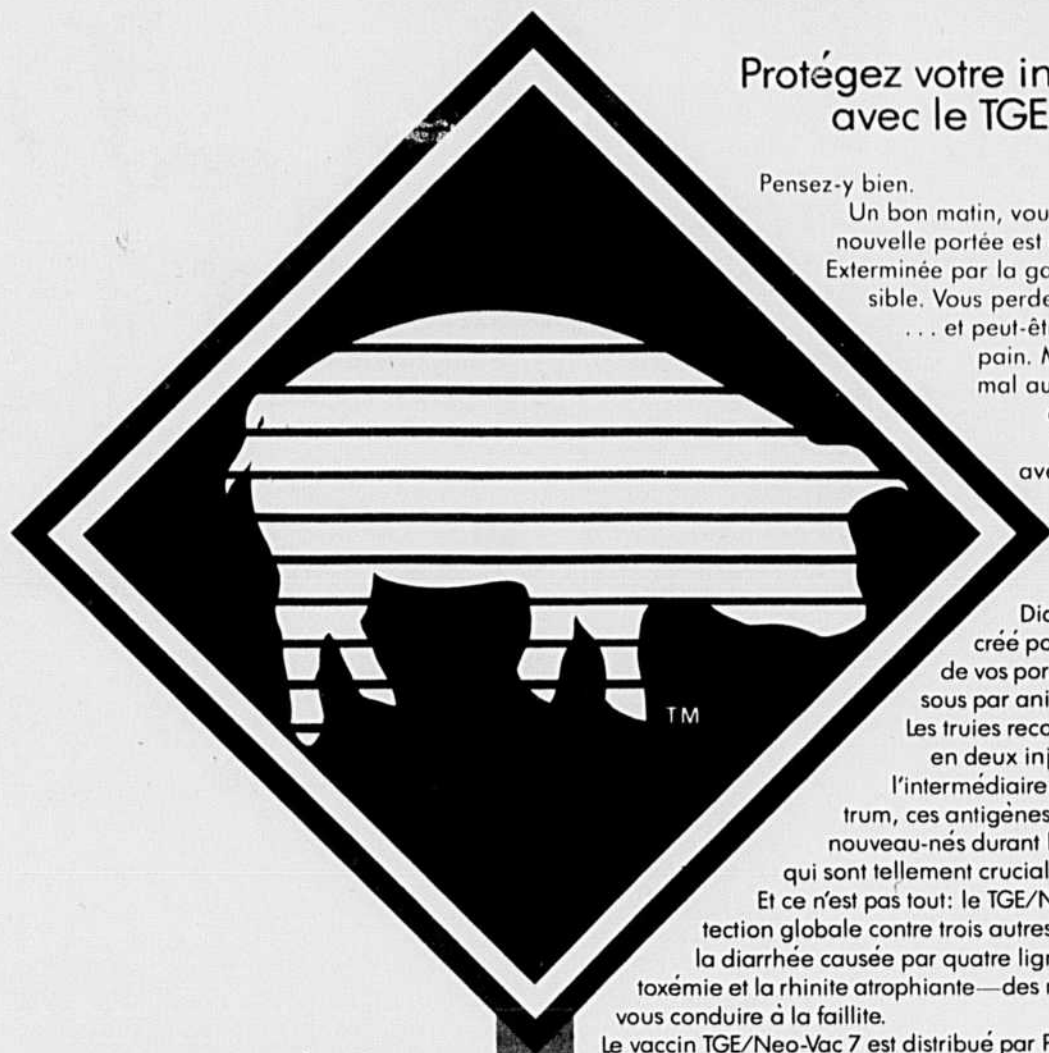 Protégez votre in
avec le TGE
Pensez-y bien.
Un bon matin, vou
nouvelle portée est
Exterminée par la ga
sible. Vous perde
... et peut-êt
pain. M
mal au
ave
Dia
créé po
de vos por
sous par ani
Les truies reco
en deux inj
l'intermédiaire
trum, ces antigènes
nouveau-nés durant l
qui sont tellement crucial
Et ce n'est pas tout: le TGE/N
tection globale contre trois autres
la diarrhée causée par quatre lign
toxémie et la rhinite atrophiante—des
vous conduire à la faillite.
Le vaccin TGE/Neo-Vac 7 est distribué par
TM